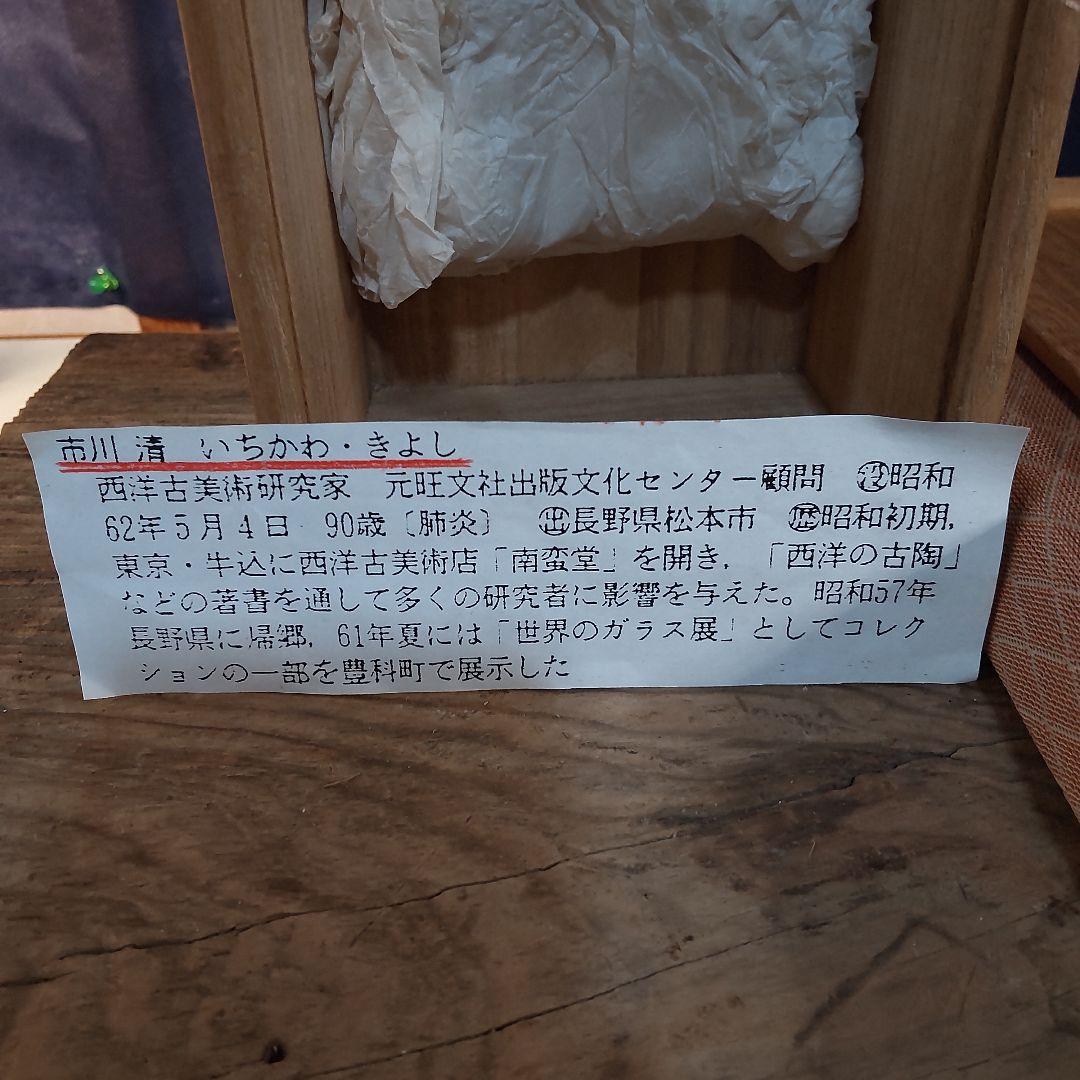 市川 清　いちかわ・きよし
西洋古美術研究家　元旺文社出版文化センター顧問　㊡昭和
62年5月4日　90歳〔肺炎〕　㊓長野県松本市　㊭昭和初期，
東京・牛込に西洋古美術店「南蛮堂」を開き，「西洋の古陶」
などの著書を通して多くの研究者に影響を与えた。昭和57年
長野県に帰郷，61年夏には「世界のガラス展」としてコレク
ションの一部を豊科町で展示した